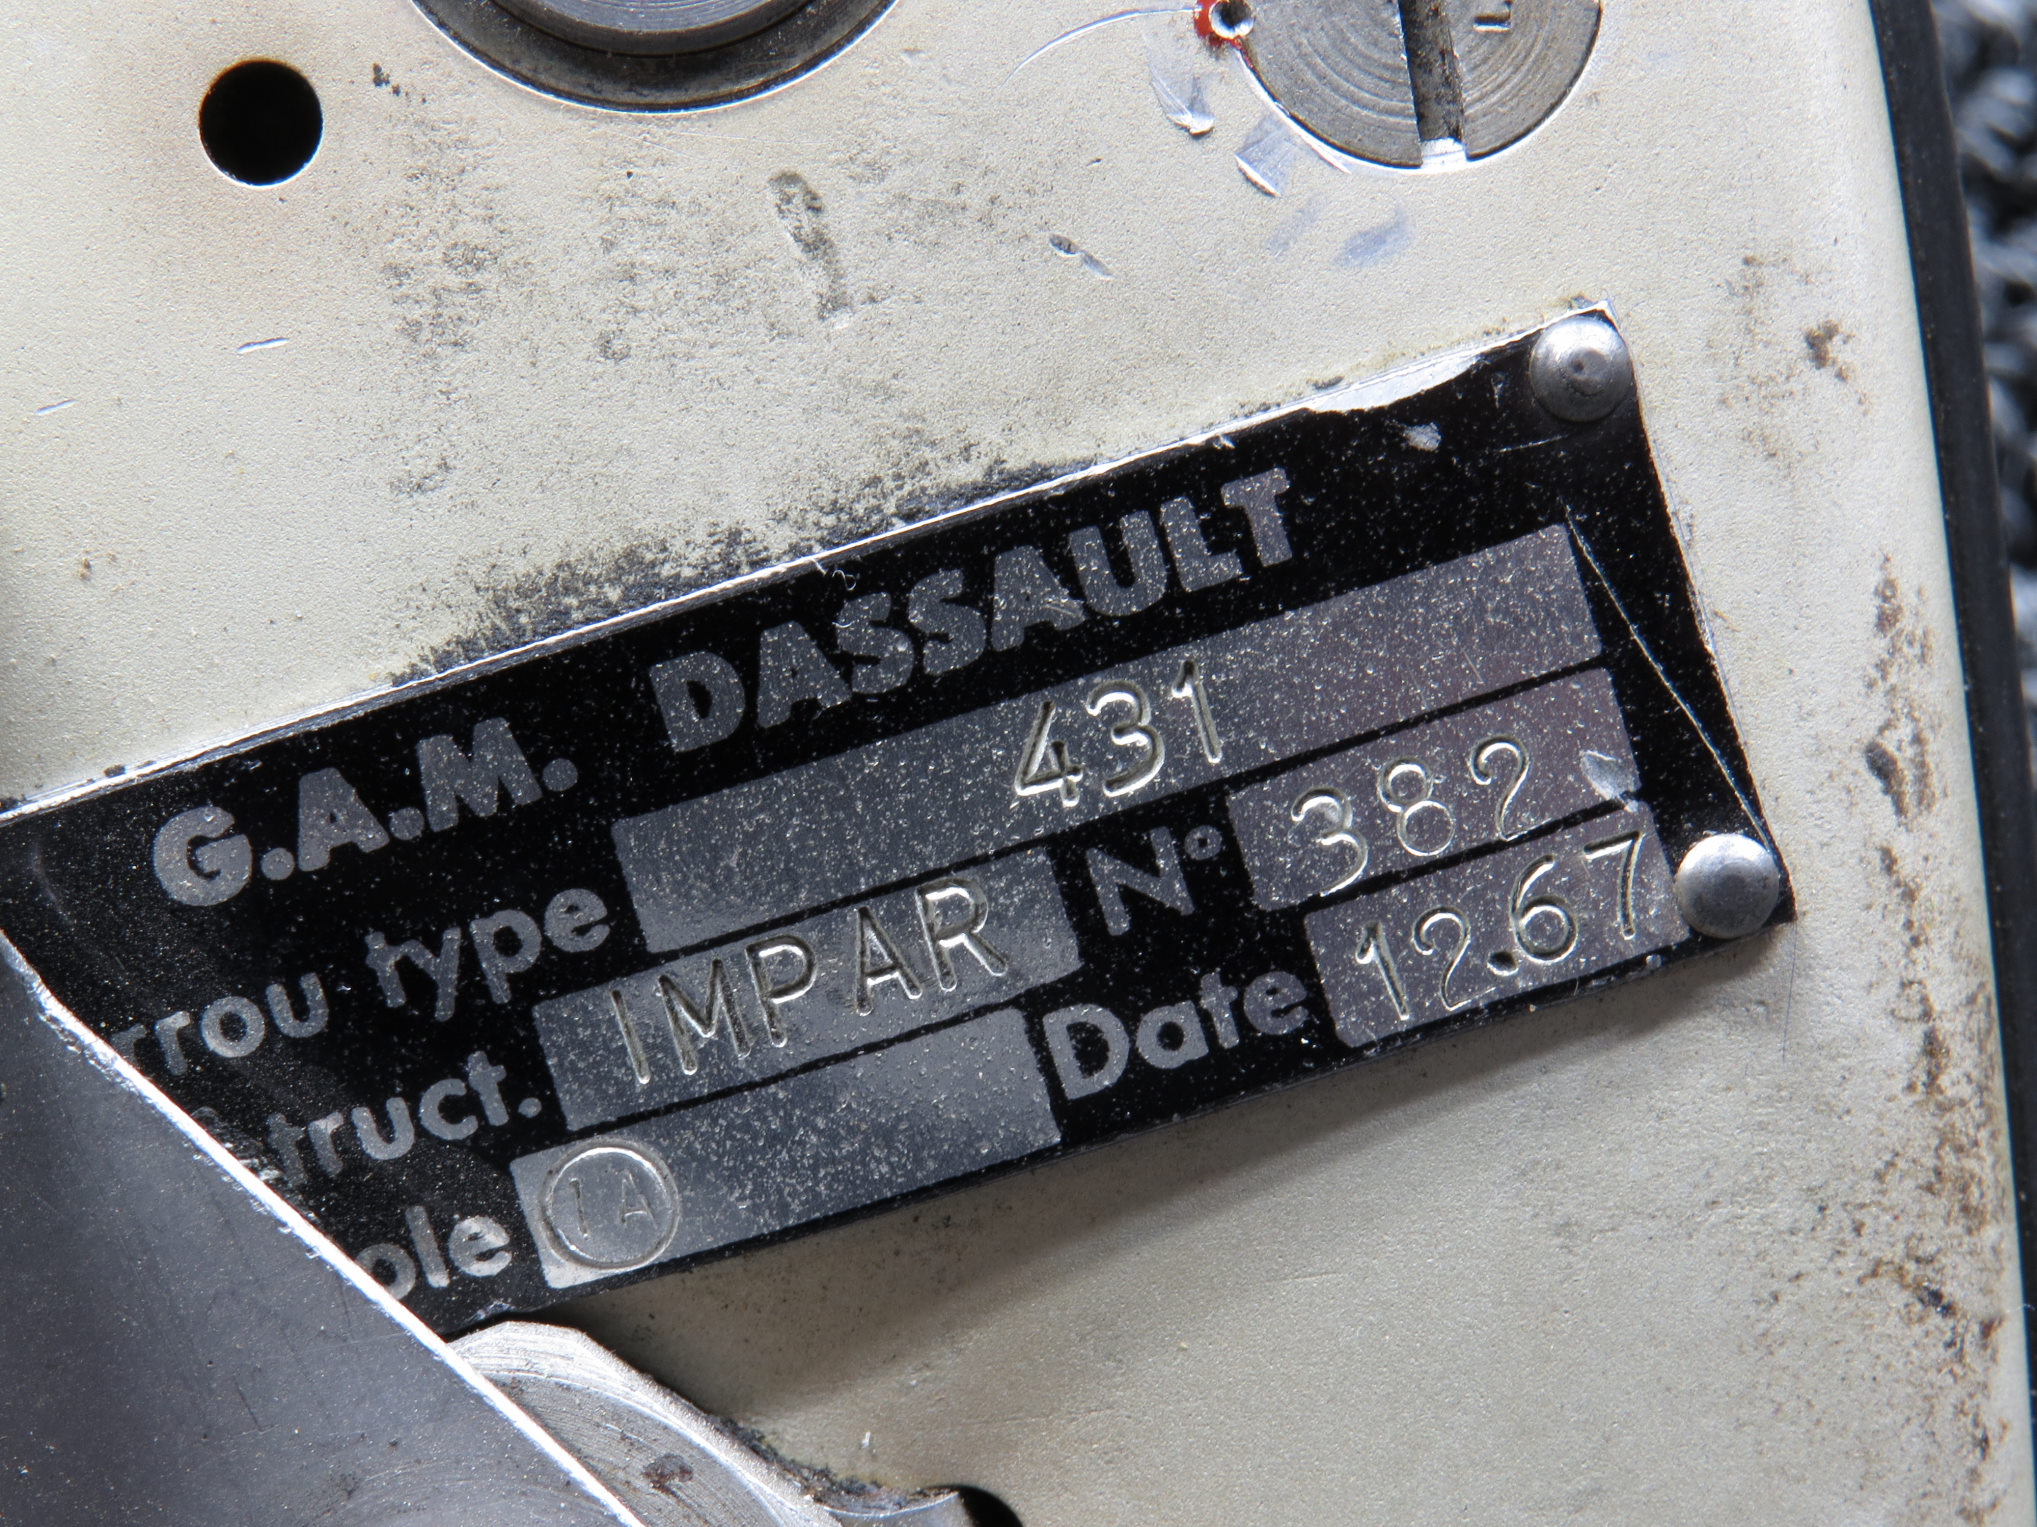 G.A.M. DASSAULT
rrou type 431
truct. IMPAR N° 382
ole 1A Date 12.67